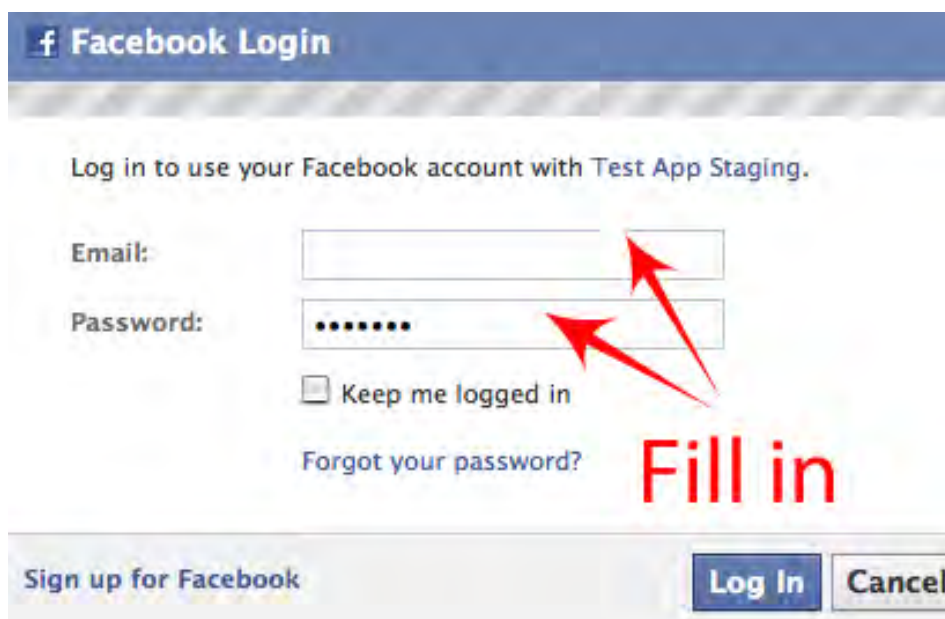 f Facebook Login
Log in to use your Facebook account with Test App Staging.
Email:
Password: •••••••
Keep me logged in
Forgot your password?
Fill in
Sign up for Facebook
Log In Cancel